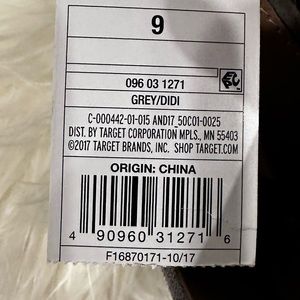 9
096 03 1271
GREY/DIDI
C-000442-01-015 AND17_50C01-0025
DIST. BY TARGET CORPORATION MPLS., MN 55403
©2017 TARGET BRANDS, INC. SHOP TARGET.COM
ORIGIN: CHINA
4 90960 31271 6
F16870171-10/17